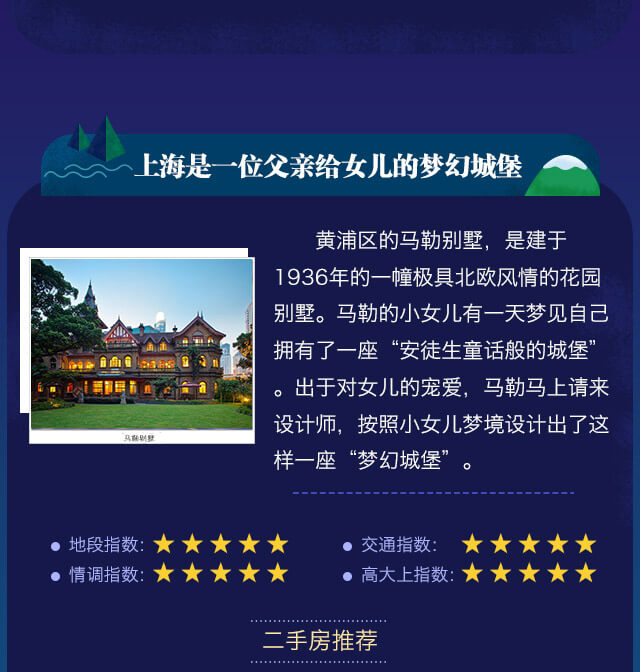 上海是一位父亲给女儿的梦幻城堡
黄浦区的马勒别墅，是建于
1936年的一幢极具北欧风情的花园
别墅。马勒的小女儿有一天梦见自己
拥有了一座“安徒生童话般的城堡”
。出于对女儿的宠爱，马勒马上请来
设计师，按照小女儿梦境设计出了这
样一座“梦幻城堡”。
马勒别墅
地段指数：
交通指数：
情调指数：
高大上指数：
二手房推荐